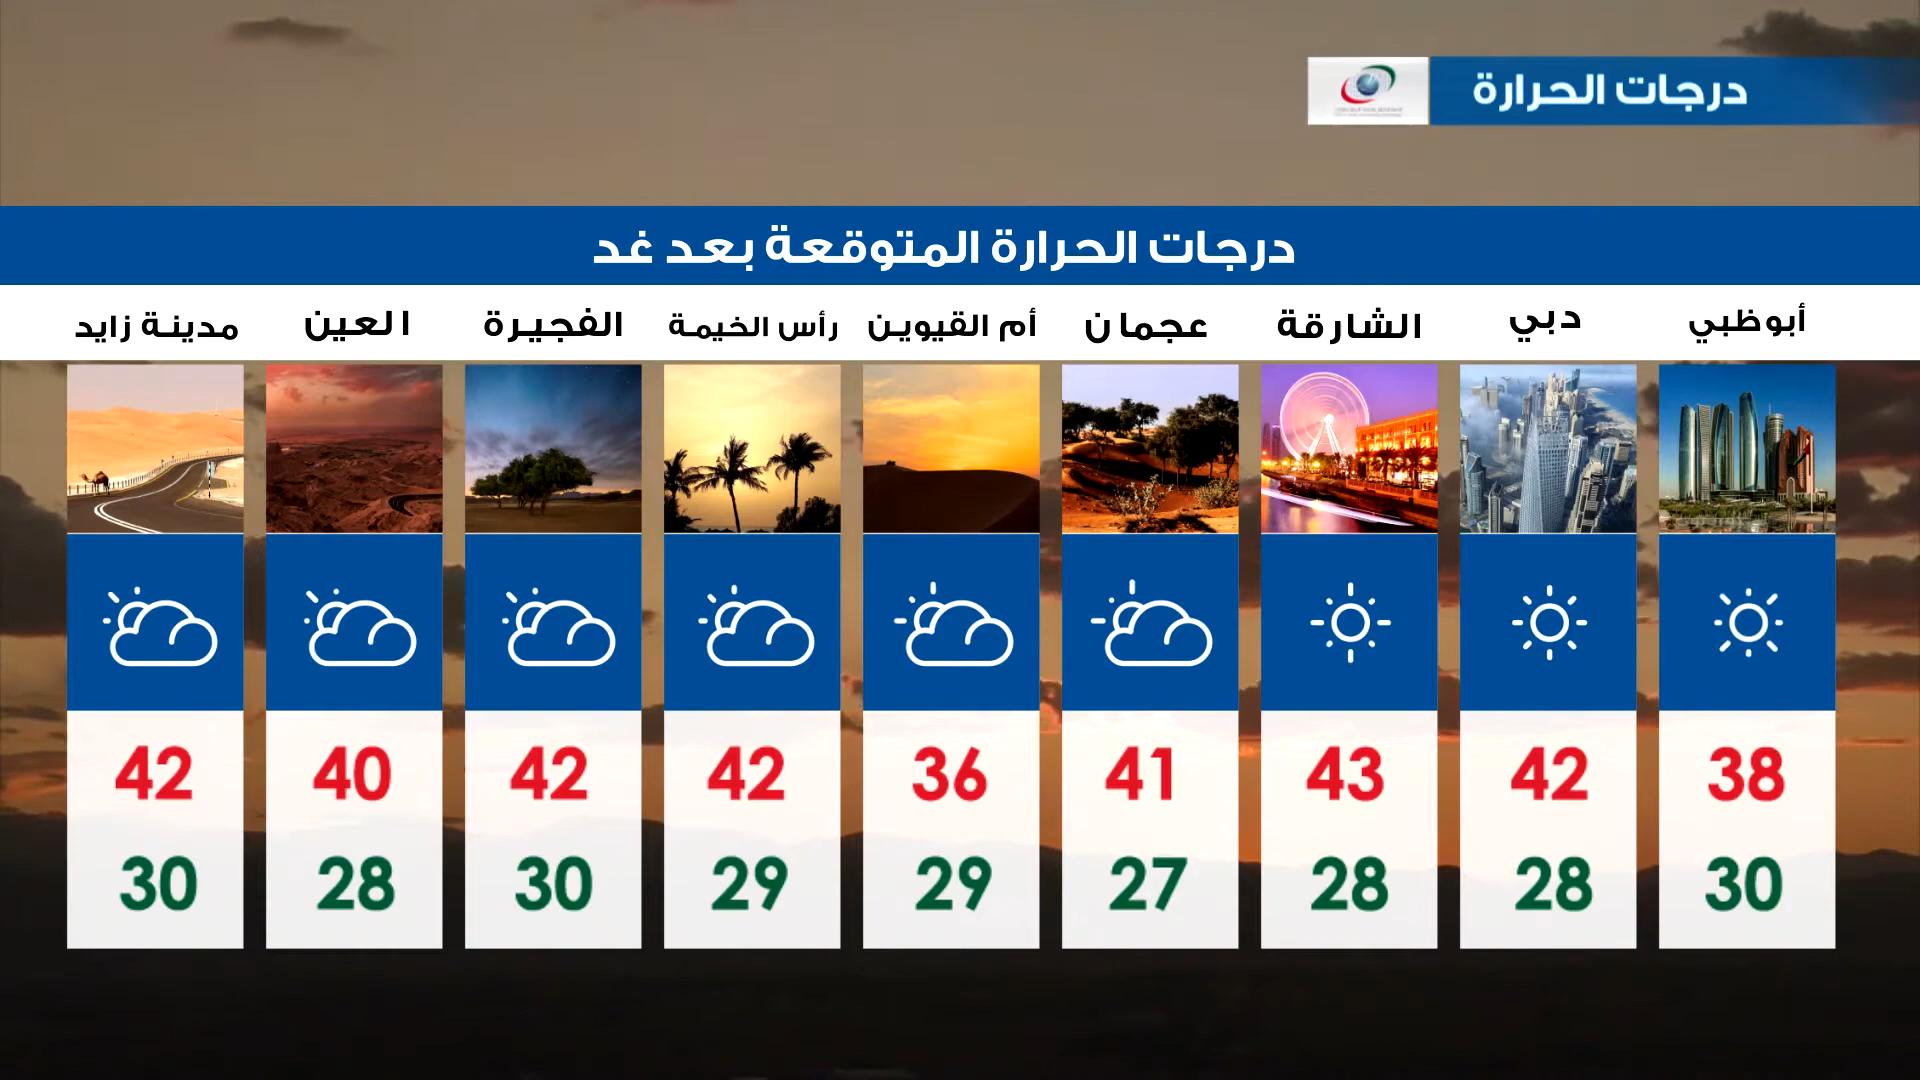 درجات الحرارة
درجات الحرارة المتوقعة بعد غد
أبوظبي دبي الشارقة عجمان أم القيوين رأس الخيمة الفجيرة العين مدينة زايد
38 42 43 41 36 42 42 40 42
30 28 28 27 29 29 30 28 30